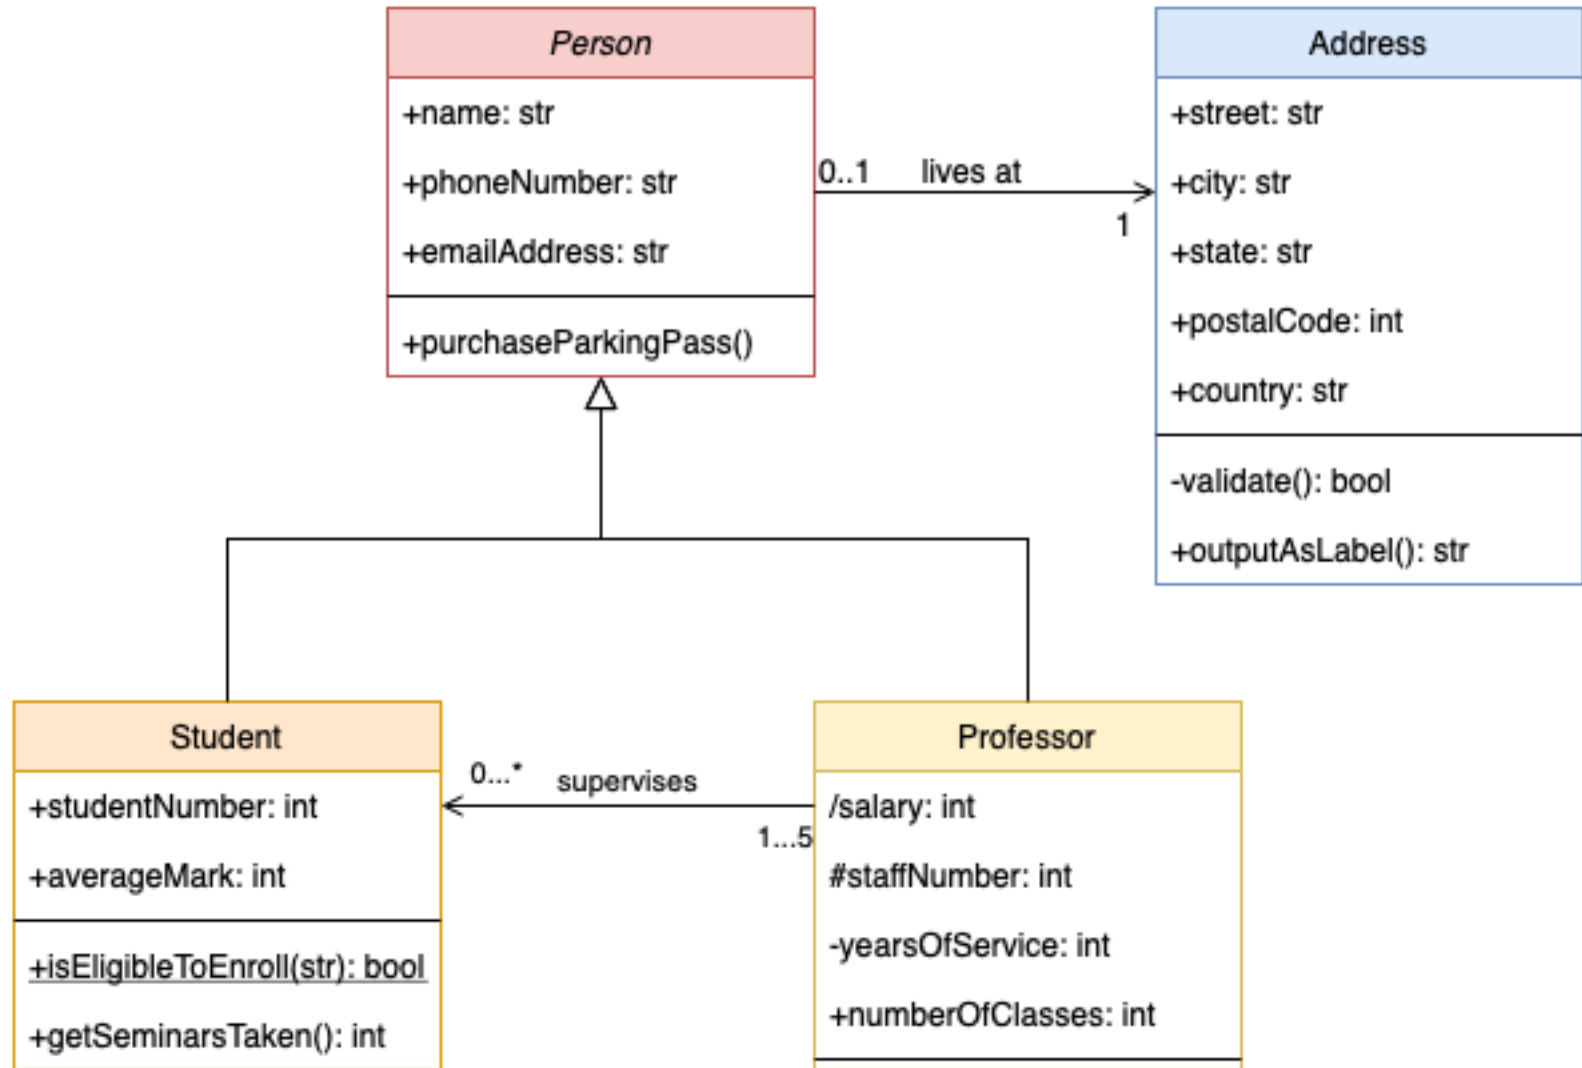 Person
+name: str
+phoneNumber: str
+emailAddress: str
+purchaseParkingPass()
0..1 lives at
1
Address
+street: str
+city: str
+state: str
+postalCode: int
+country: str
-validate(): bool
+outputAsLabel(): str
Student
+studentNumber: int
+averageMark: int
+isEligibleToEnroll(str): bool
+getSeminarsTaken(): int
0...* supervises
1...5
Professor
/salary: int
#staffNumber: int
-yearsOfService: int
+numberOfClasses: int